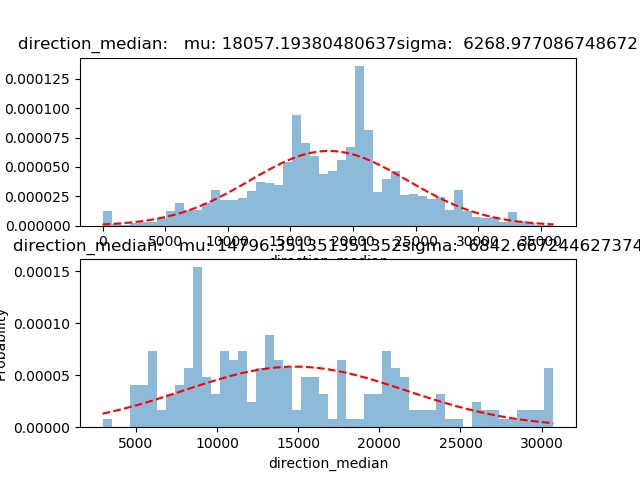 direction_median:   mu: 18057.19380480637sigma:  6268.977086748672
0.000125
0.000100
0.000075
0.000050
0.000025
0.000000
0 5000 10000 15000 20000 25000 30000 35000
direction_median
direction_median:   mu: 14796.351351351352sigma:  6842.667244627374
0.00015
0.00010
0.00005
0.00000
Probability
5000 10000 15000 20000 25000 30000
direction_median